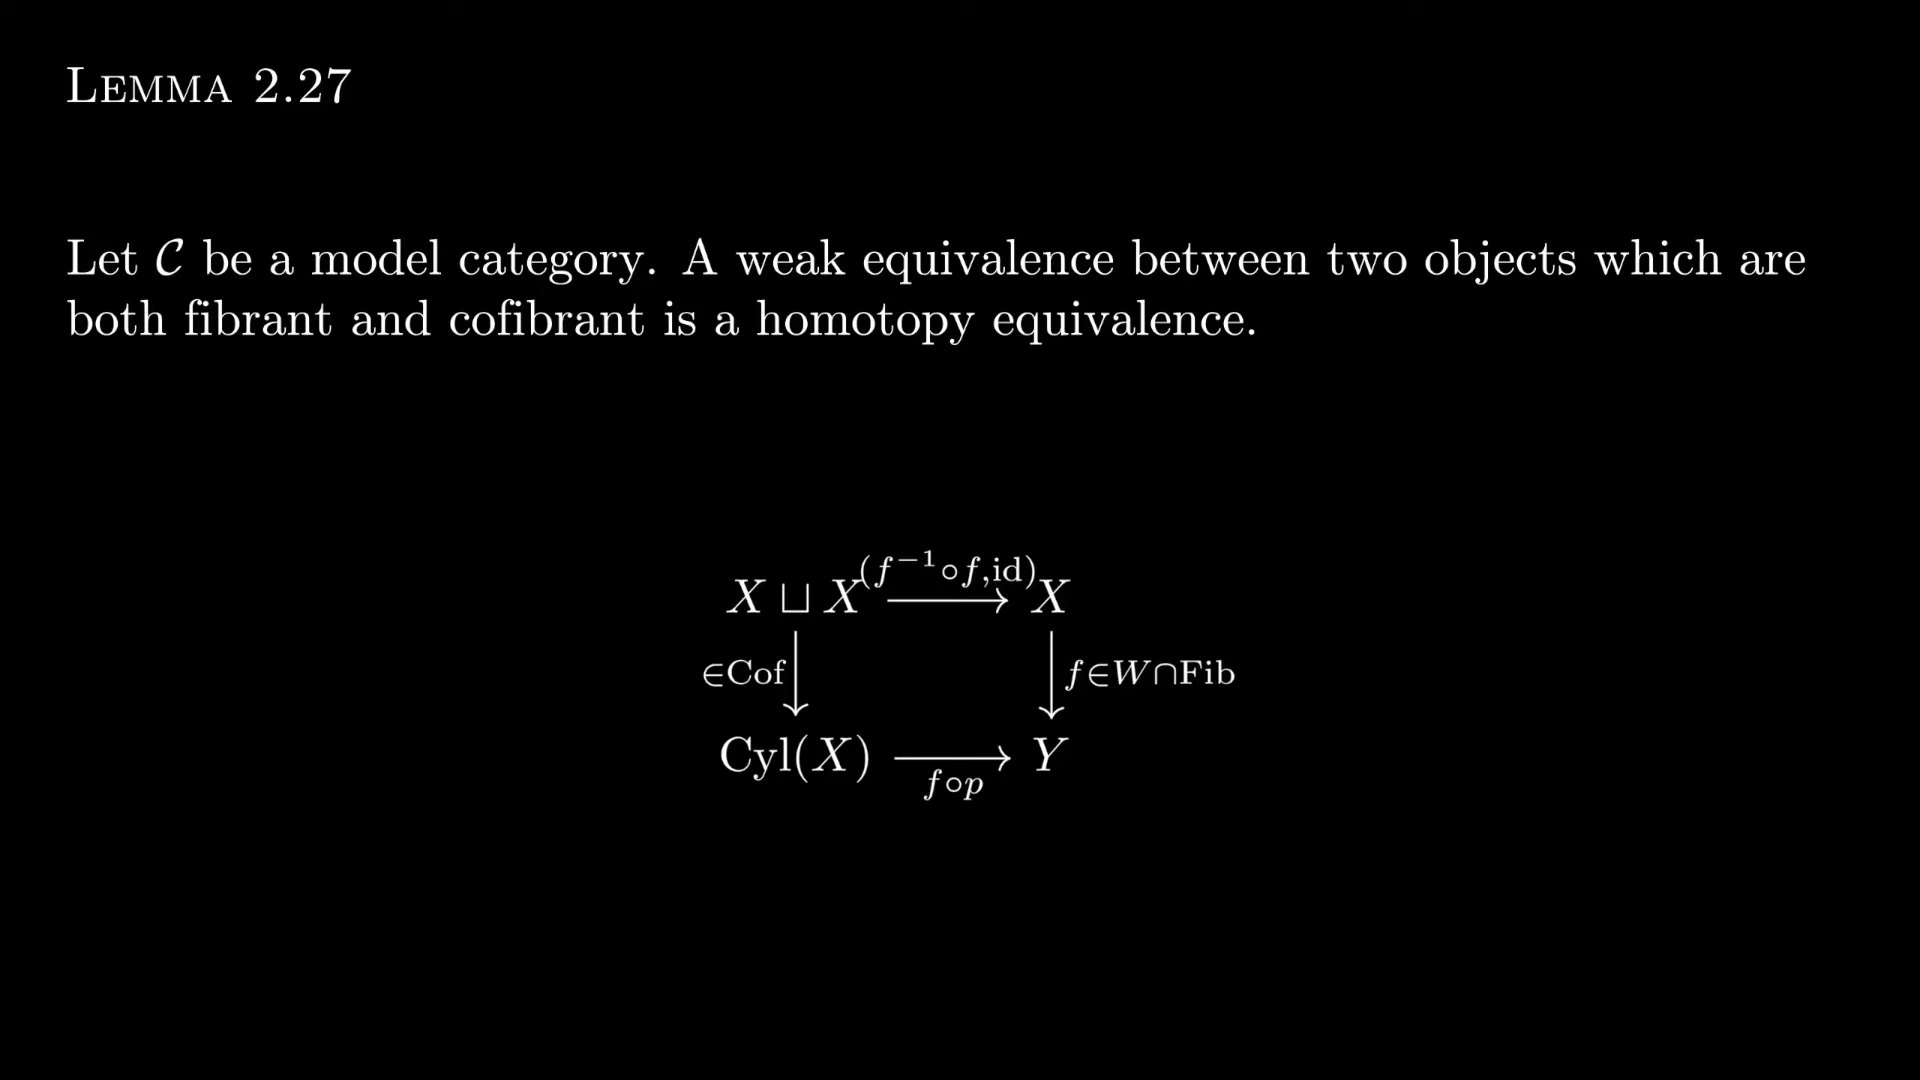 LEMMA 2.27
Let 𝒞 be a model category. A weak equivalence between two objects which are
both fibrant and cofibrant is a homotopy equivalence.
X ⊔ X (f⁻¹∘f,id) X
∈Cof f∈W∩Fib
Cyl(X) f∘p Y